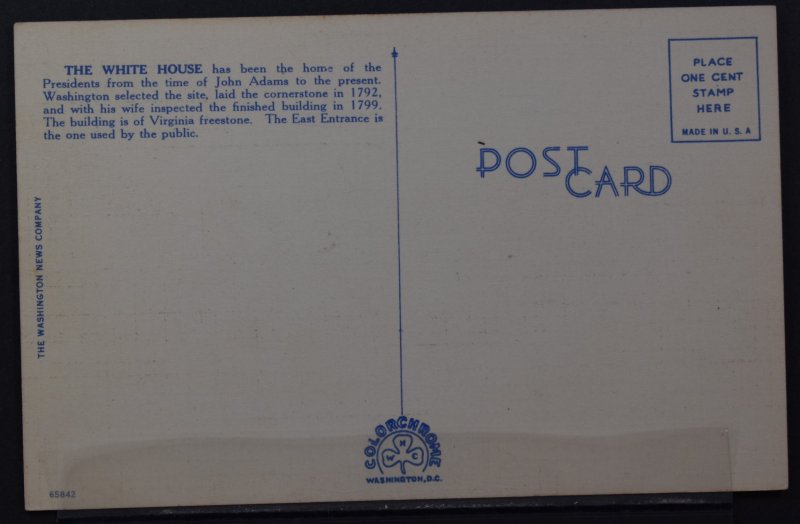 THE WHITE HOUSE has been the home of the
Presidents from the time of John Adams to the present.
Washington selected the site, laid the cornerstone in 1792,
and with his wife inspected the finished building in 1799.
The building is of Virginia freestone. The East Entrance is
the one used by the public.
THE WASHINGTON NEWS COMPANY
65842
COLORCHROME
W N C
WASHINGTON, D.C.
POST
CARD
PLACE
ONE CENT
STAMP
HERE
MADE IN U. S. A